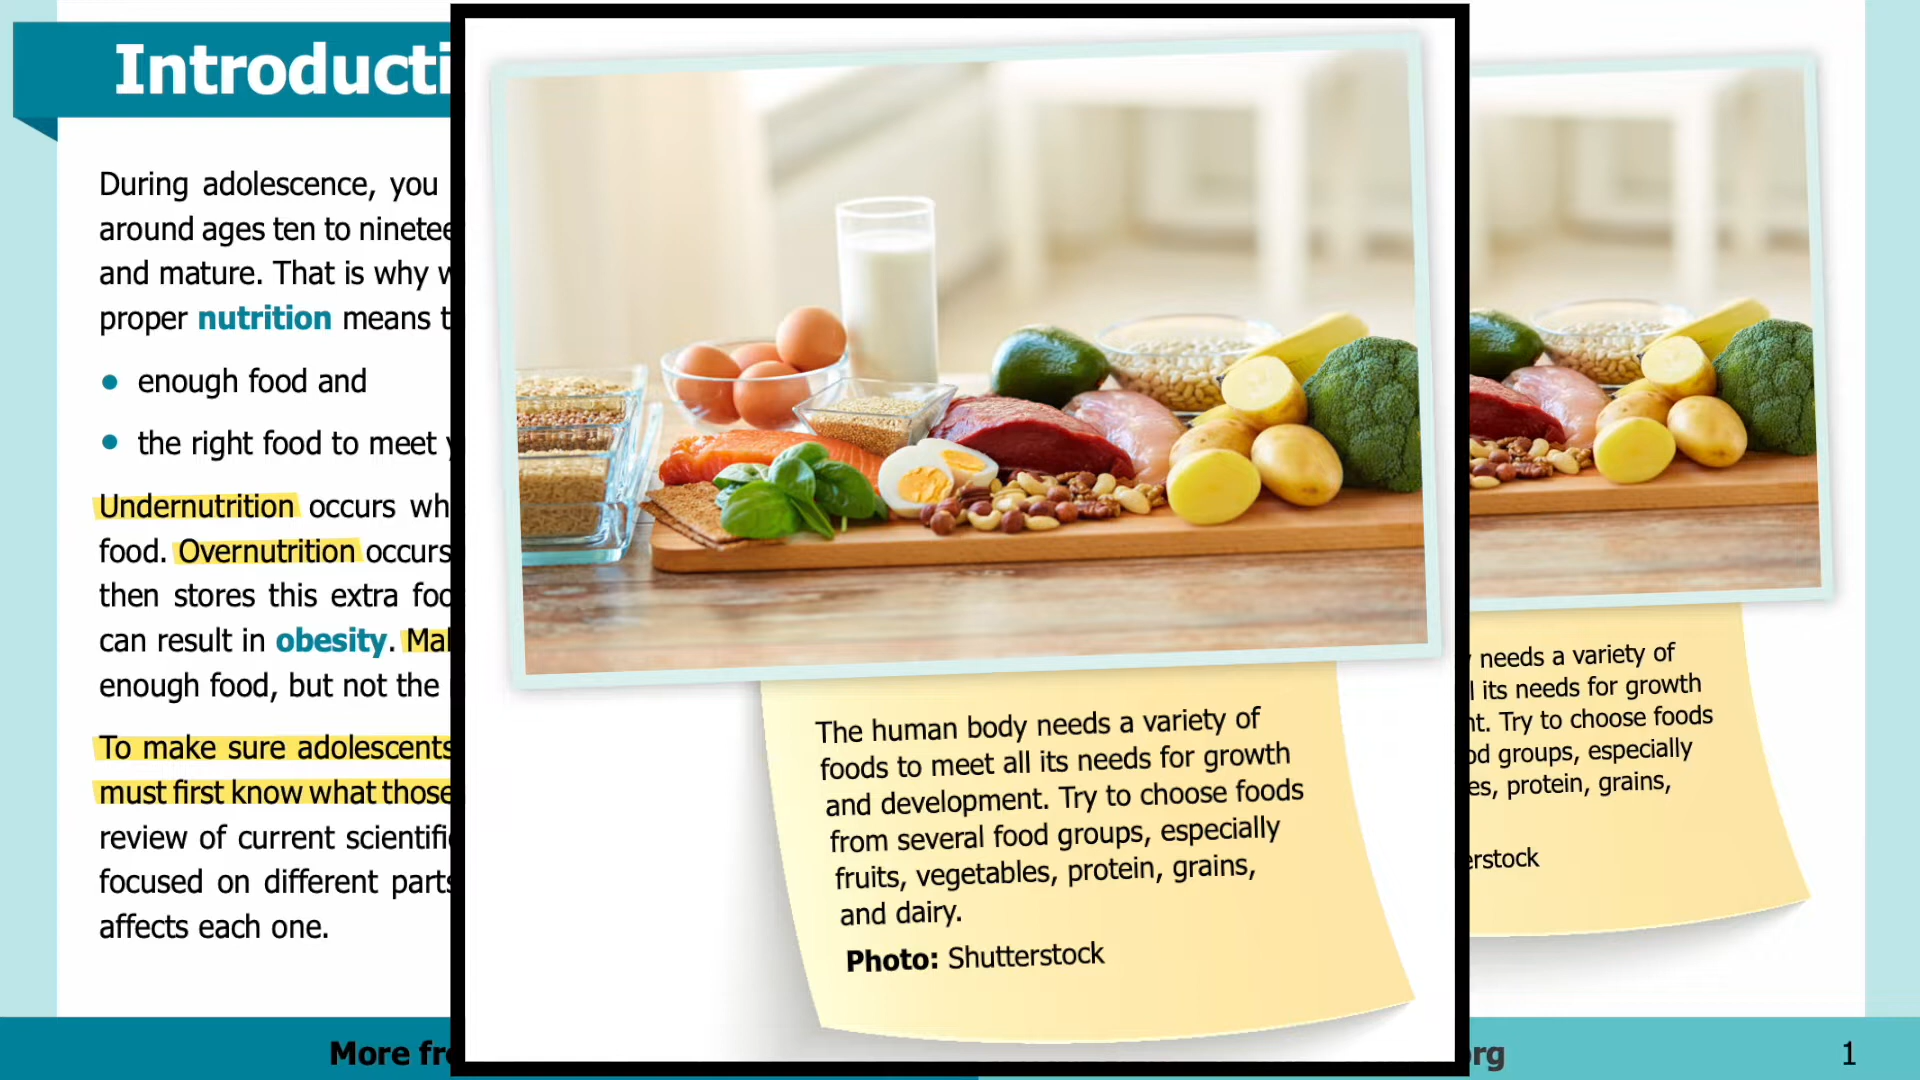 Introducti
During adolescence, you
around ages ten to ninetee
and mature. That is why w
proper nutrition means t
enough food and
the right food to meet y
Undernutrition occurs wh
food. Overnutrition occurs
then stores this extra foo
can result in obesity. Mal
enough food, but not the
To make sure adolescents
must first know what those
review of current scientifi
focused on different parts
affects each one.
More fro
The human body needs a variety of
foods to meet all its needs for growth
and development. Try to choose foods
from several food groups, especially
fruits, vegetables, protein, grains,
and dairy.
Photo: Shutterstock
needs a variety of
l its needs for growth
nt. Try to choose foods
od groups, especially
es, protein, grains,
erstock
org
1